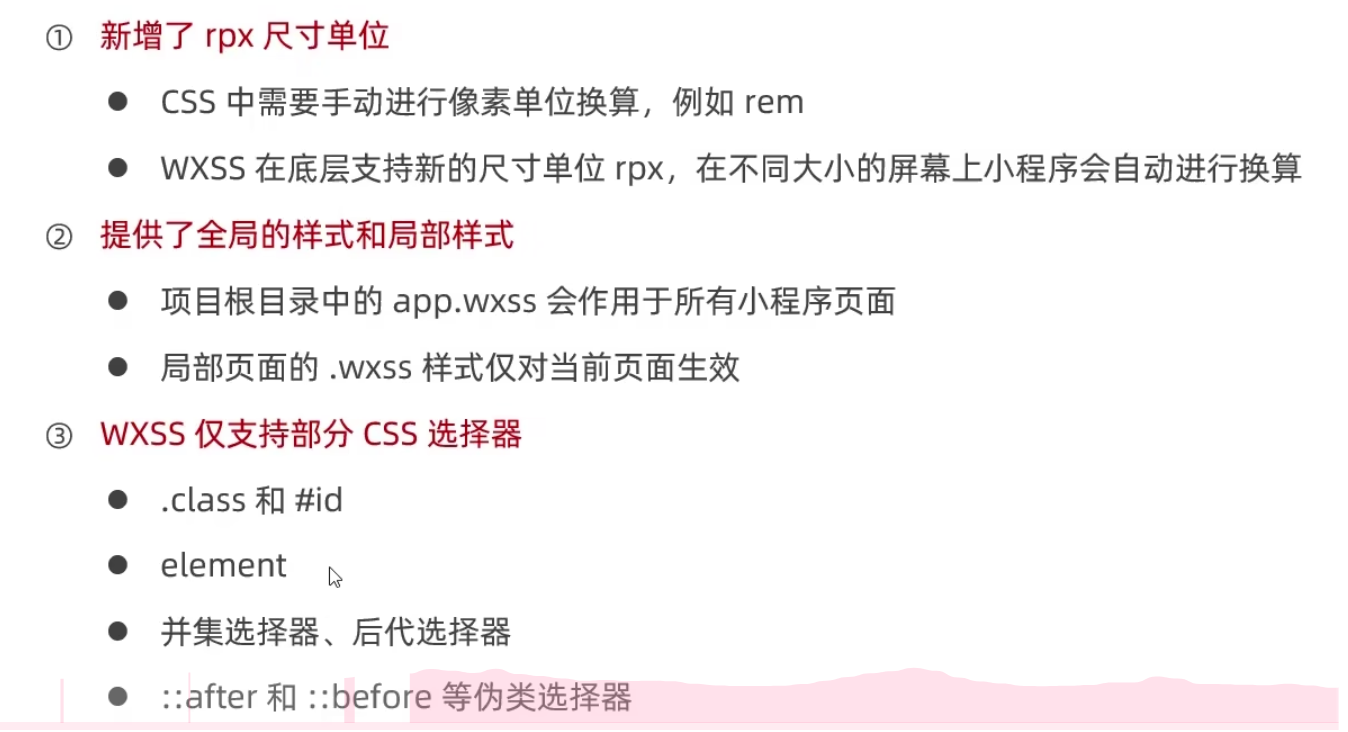 ① 新增了 rpx 尺寸单位
● CSS 中需要手动进行像素单位换算，例如 rem
● WXSS 在底层支持新的尺寸单位 rpx，在不同大小的屏幕上小程序会自动进行换算
② 提供了全局的样式和局部样式
● 项目根目录中的 app.wxss 会作用于所有小程序页面
● 局部页面的 .wxss 样式仅对当前页面生效
③ WXSS 仅支持部分 CSS 选择器
● .class 和 #id
● element
● 并集选择器、后代选择器
● ::after 和 ::before 等伪类选择器